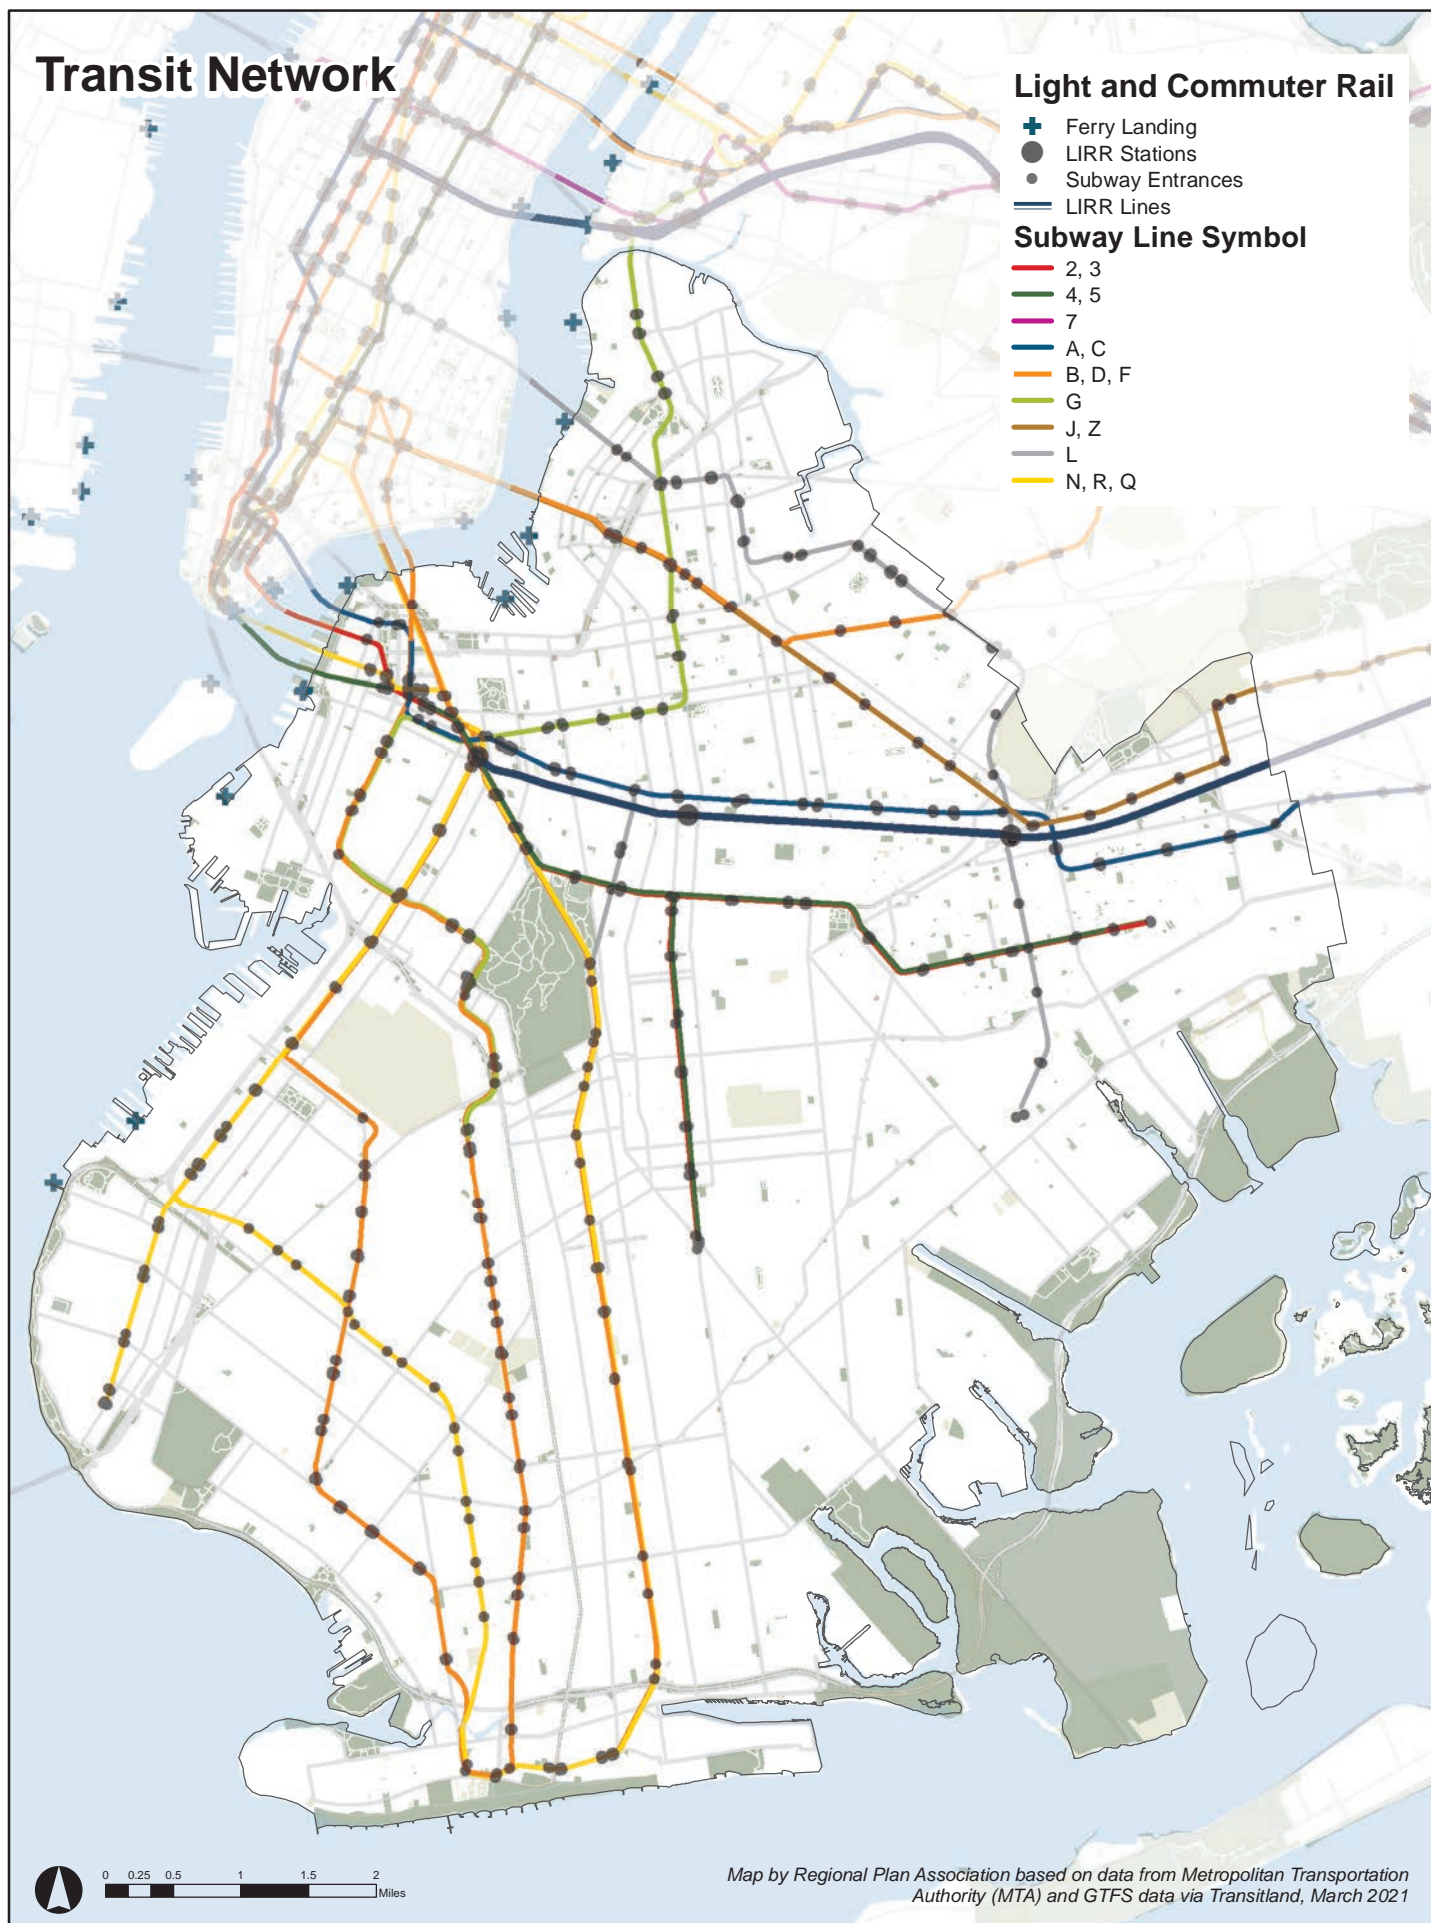 Transit Network
Light and Commuter Rail
Ferry Landing
LIRR Stations
Subway Entrances
LIRR Lines
Subway Line Symbol
2, 3
4, 5
7
A, C
B, D, F
G
J, Z
L
N, R, Q
0 0.25 0.5 1 1.5 2
Miles
Map by Regional Plan Association based on data from Metropolitan Transportation
Authority (MTA) and GTFS data via Transitland, March 2021